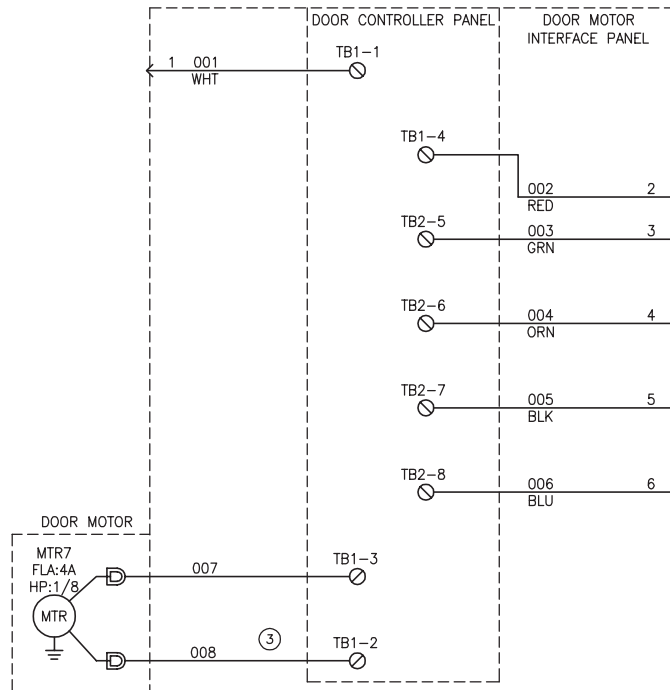 DOOR CONTROLLER PANEL
DOOR MOTOR
INTERFACE PANEL
TB1-1
1 001
WHT
TB1-4
002 2
RED
TB2-5
003 3
GRN
TB2-6
004 4
ORN
TB2-7
005 5
BLK
TB2-8
006 6
BLU
DOOR MOTOR
MTR7
FLA:4A
HP:1/8
MTR
007
TB1-3
008
3
TB1-2